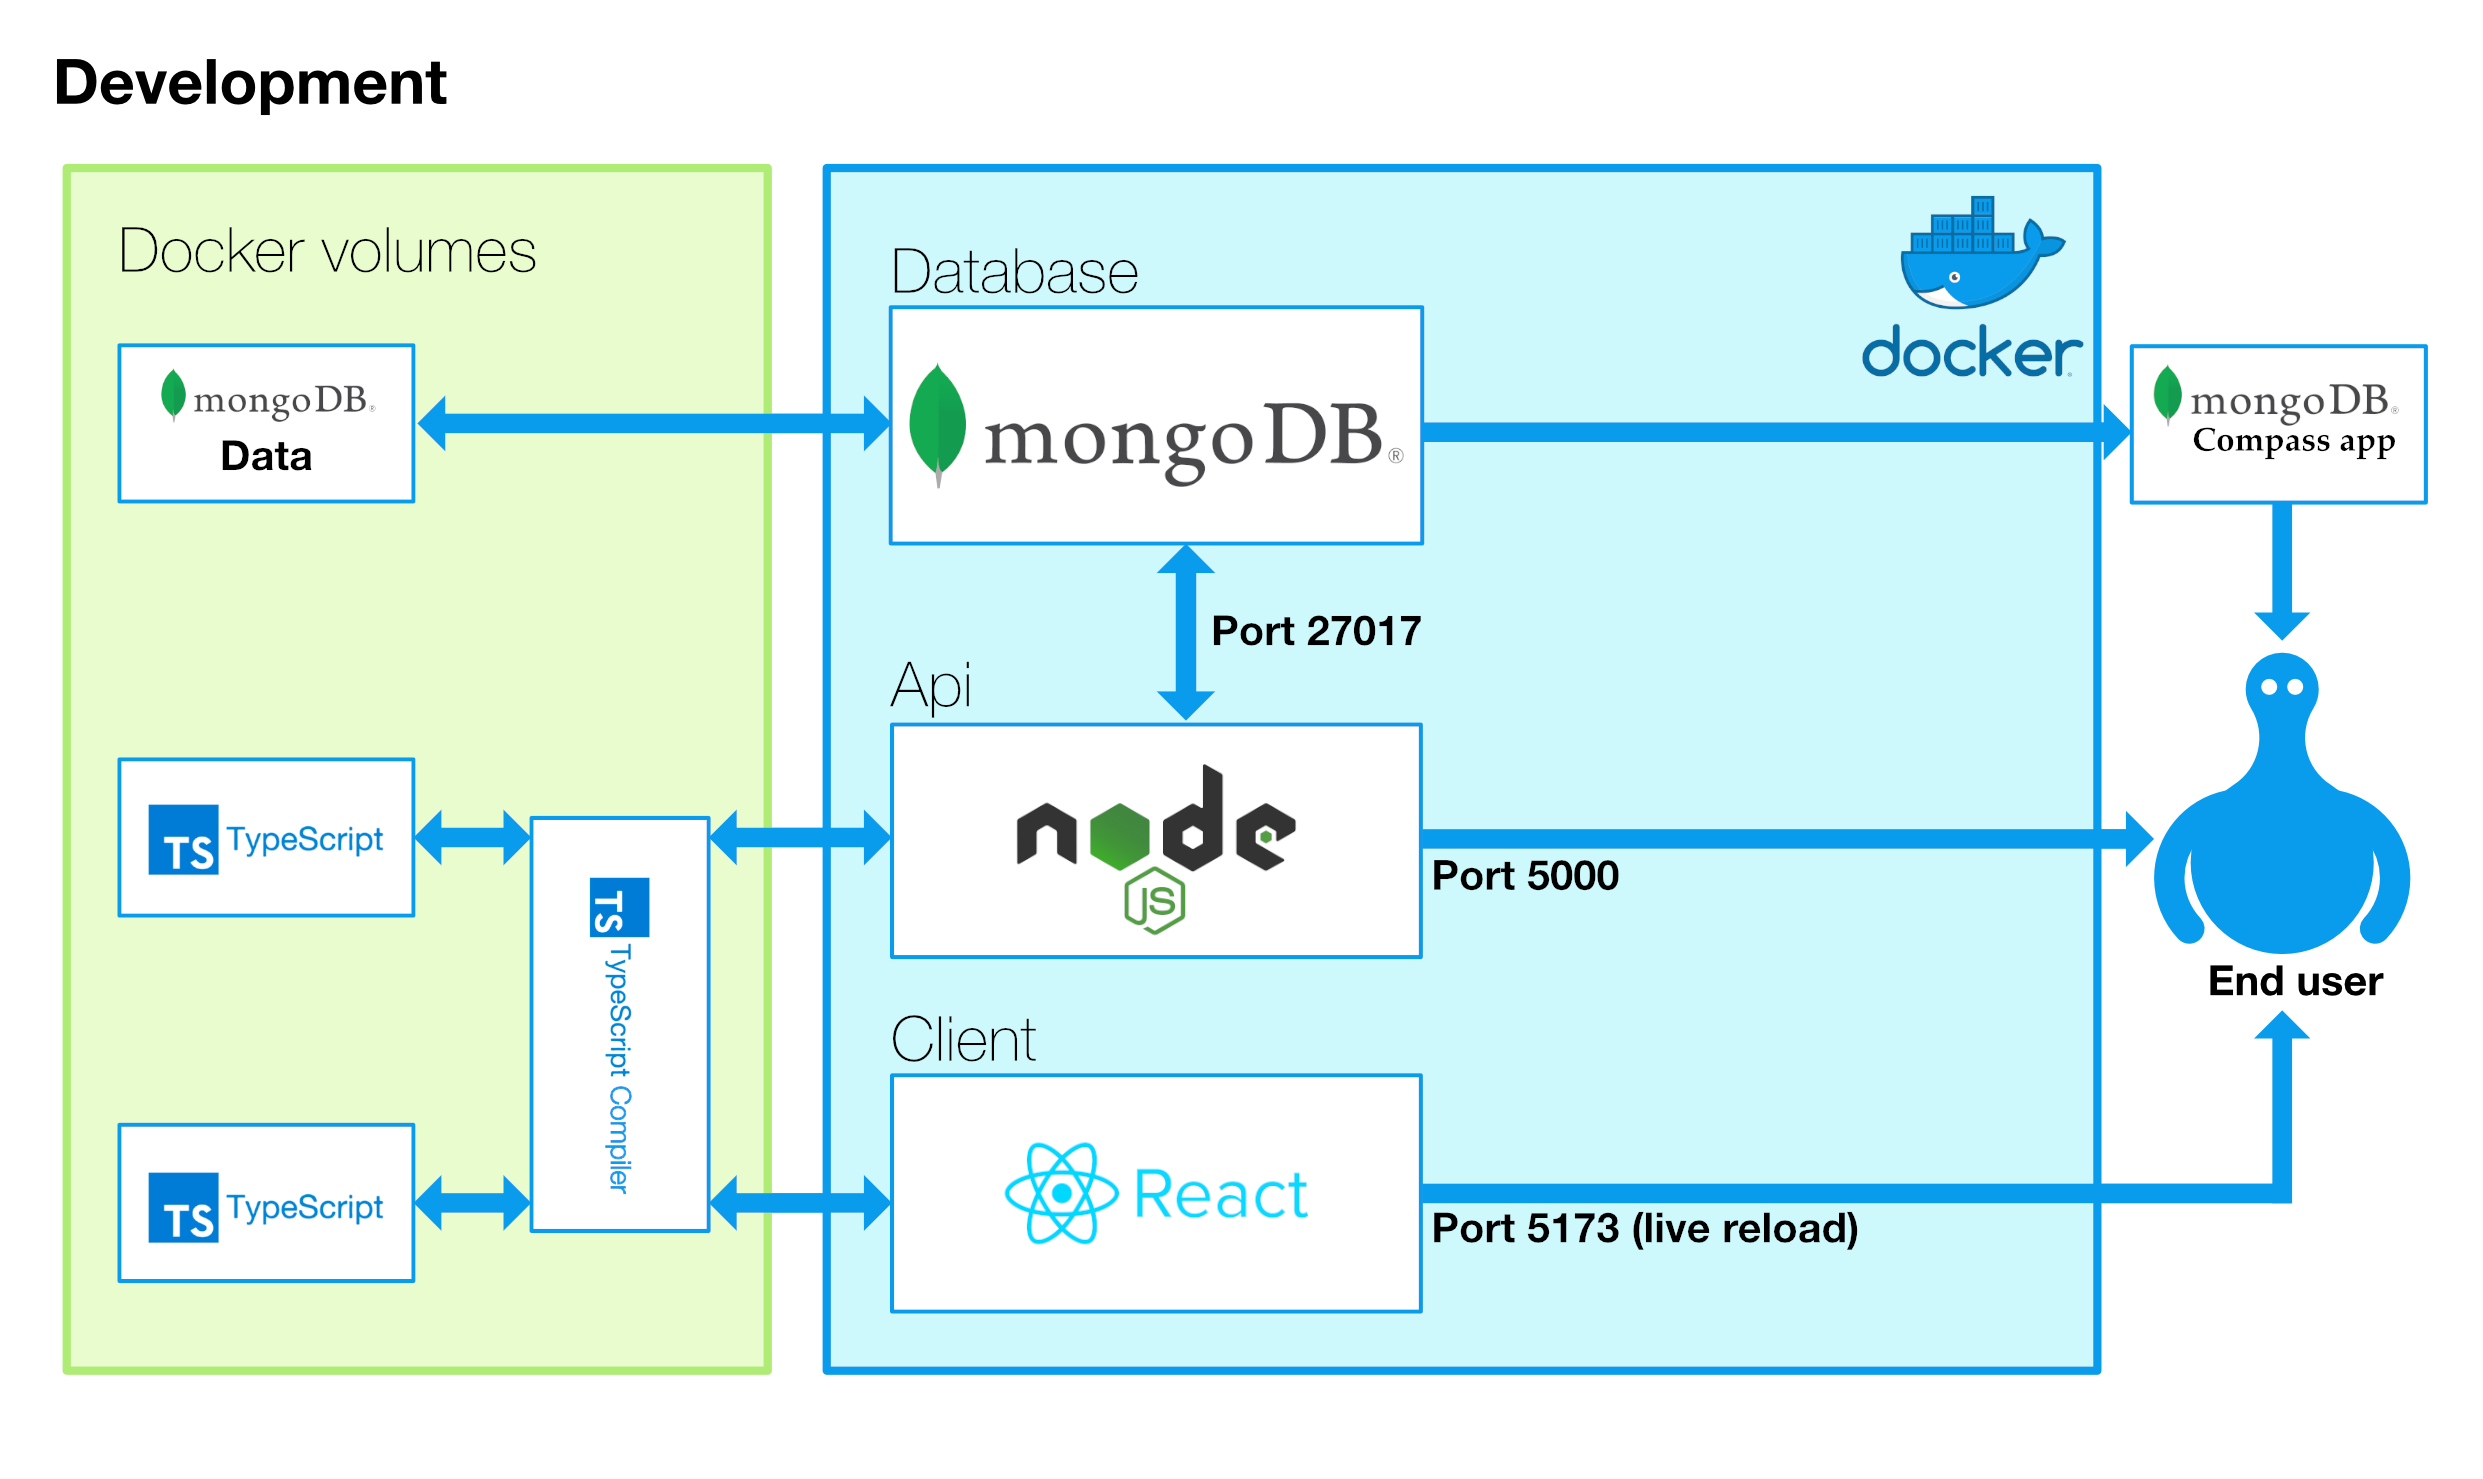 Development
Docker volumes
Database
docker
mongoDB®
Data
mongoDB®
mongoDB®
Compass app
Port 27017
Api
TS TypeScript
node
JS
Port 5000
TS TypeScript Compiler
End user
Client
TS TypeScript
React
Port 5173 (live reload)